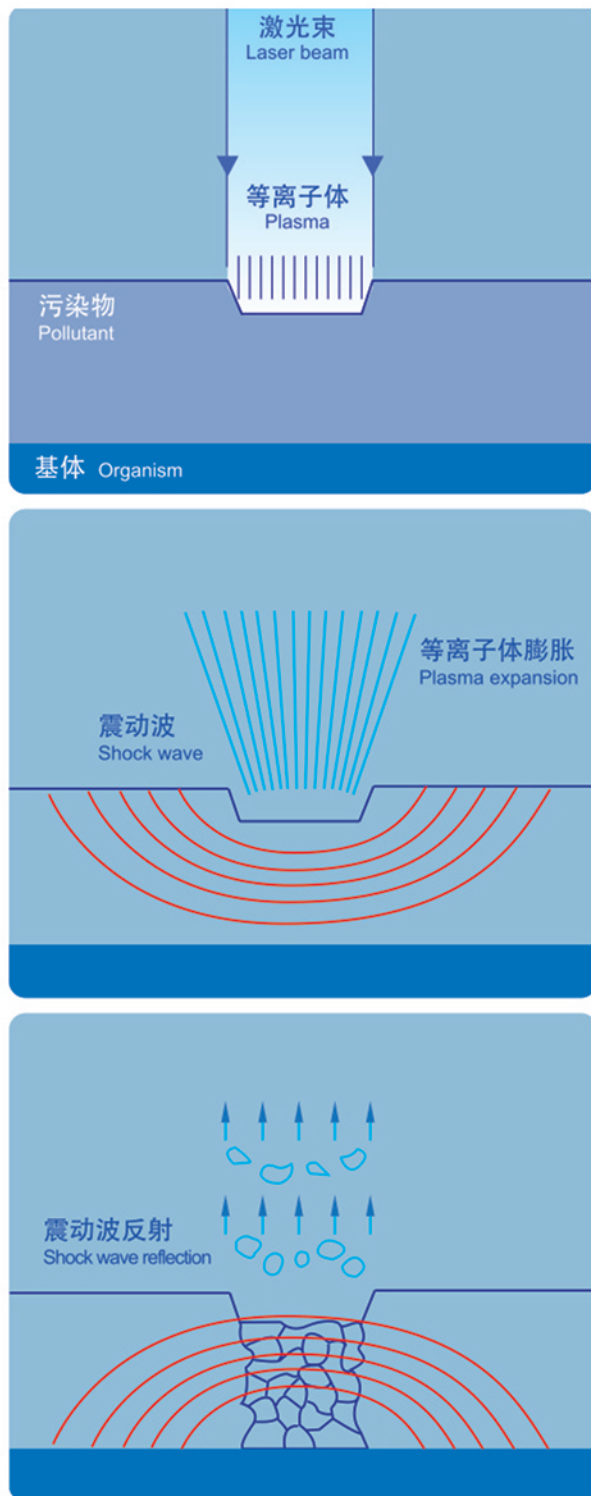 激光束
Laser beam
等离子体
Plasma
污染物
Pollutant
基体 Organism
等离子体膨胀
Plasma expansion
震动波
Shock wave
震动波反射
Shock wave reflection